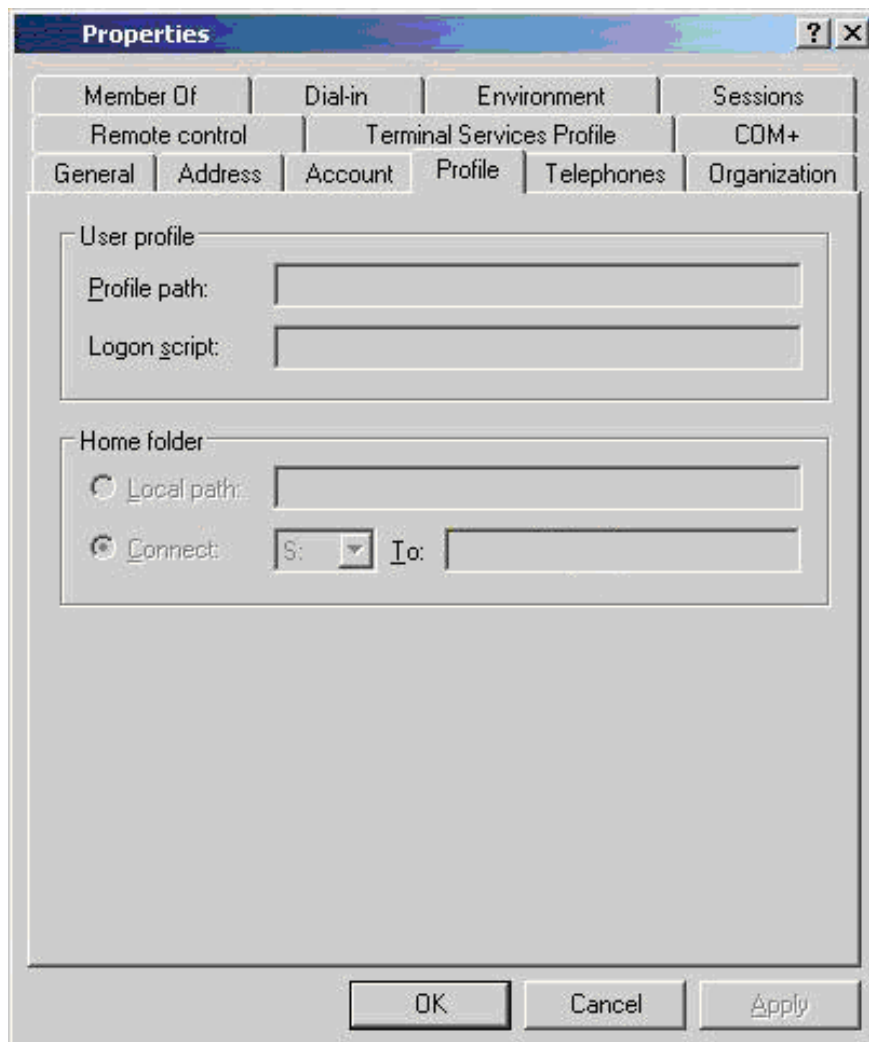 Properties
Member Of Dial-in Environment Sessions
Remote control Terminal Services Profile COM+
General Address Account Profile Telephones Organization
User profile
Profile path:
Logon script:
Home folder
Local path:
Connect: S: To:
OK Cancel Apply